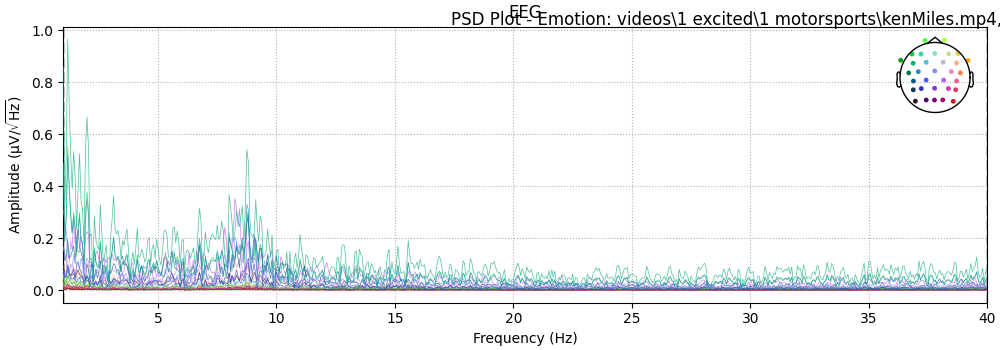 EEG
PSD Plot - Emotion: videos\1 excited\1 motorsports\kenMiles.mp4,
1.0
0.8
0.6
0.4
0.2
0.0
Amplitude (µV/√Hz)
5 10 15 20 25 30 35 40
Frequency (Hz)